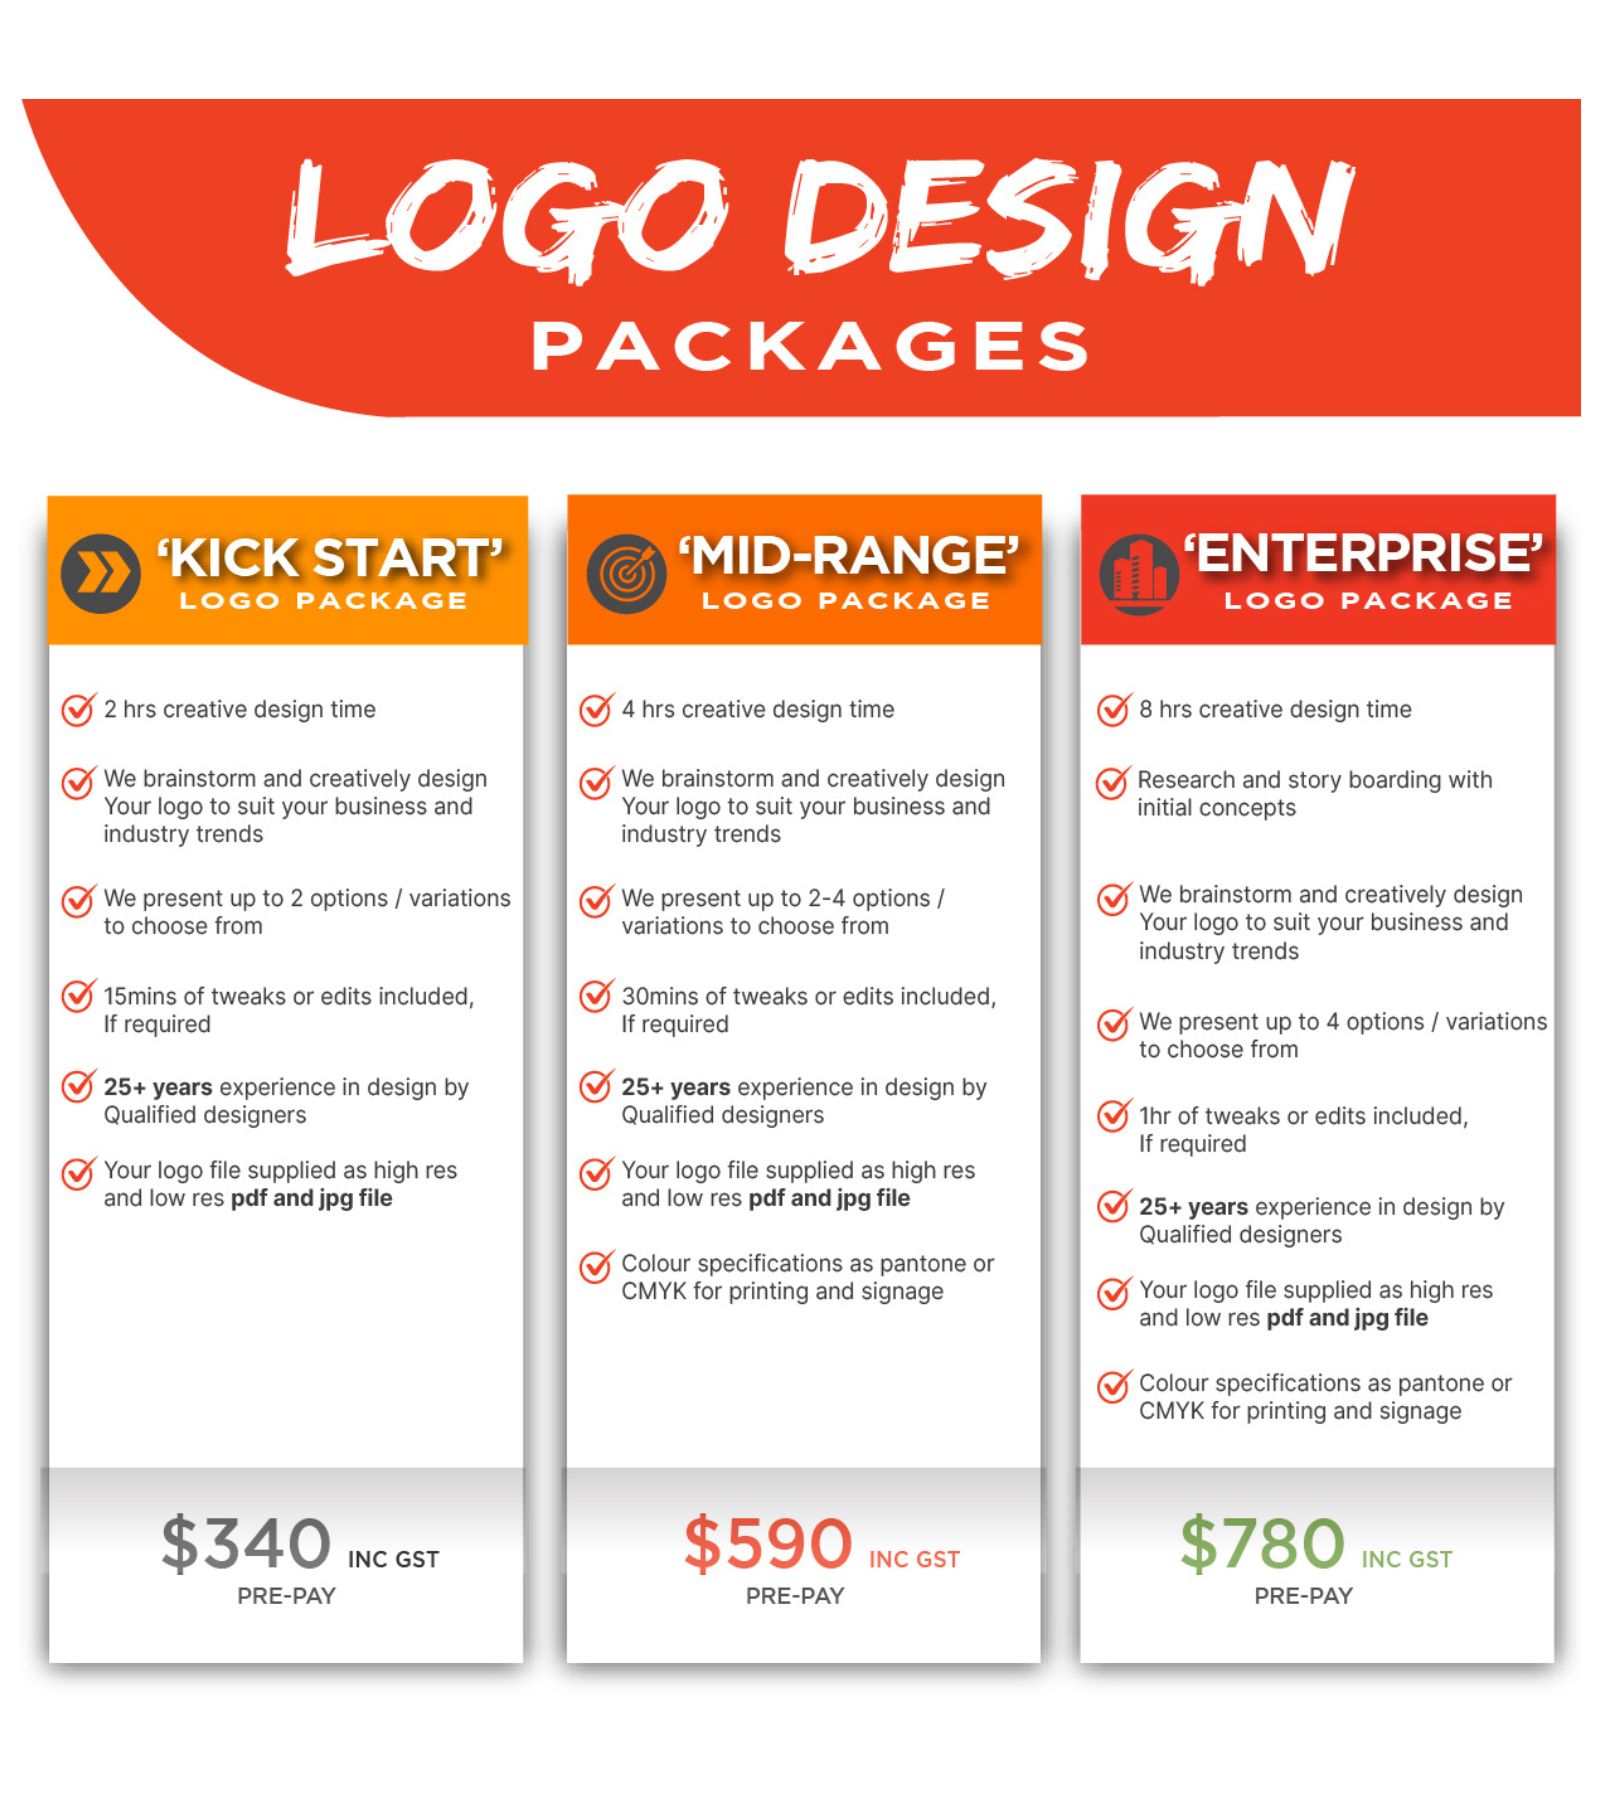 LOGO DESIGN
PACKAGES
‘KICK START’
LOGO PACKAGE
2 hrs creative design time
We brainstorm and creatively design
Your logo to suit your business and
industry trends
We present up to 2 options / variations
to choose from
15mins of tweaks or edits included,
If required
25+ years experience in design by
Qualified designers
Your logo file supplied as high res
and low res pdf and jpg file
$340 INC GST
PRE-PAY
‘MID-RANGE’
LOGO PACKAGE
4 hrs creative design time
We brainstorm and creatively design
Your logo to suit your business and
industry trends
We present up to 2-4 options /
variations to choose from
30mins of tweaks or edits included,
If required
25+ years experience in design by
Qualified designers
Your logo file supplied as high res
and low res pdf and jpg file
Colour specifications as pantone or
CMYK for printing and signage
$590 INC GST
PRE-PAY
‘ENTERPRISE’
LOGO PACKAGE
8 hrs creative design time
Research and story boarding with
initial concepts
We brainstorm and creatively design
Your logo to suit your business and
industry trends
We present up to 4 options / variations
to choose from
1hr of tweaks or edits included,
If required
25+ years experience in design by
Qualified designers
Your logo file supplied as high res
and low res pdf and jpg file
Colour specifications as pantone or
CMYK for printing and signage
$780 INC GST
PRE-PAY